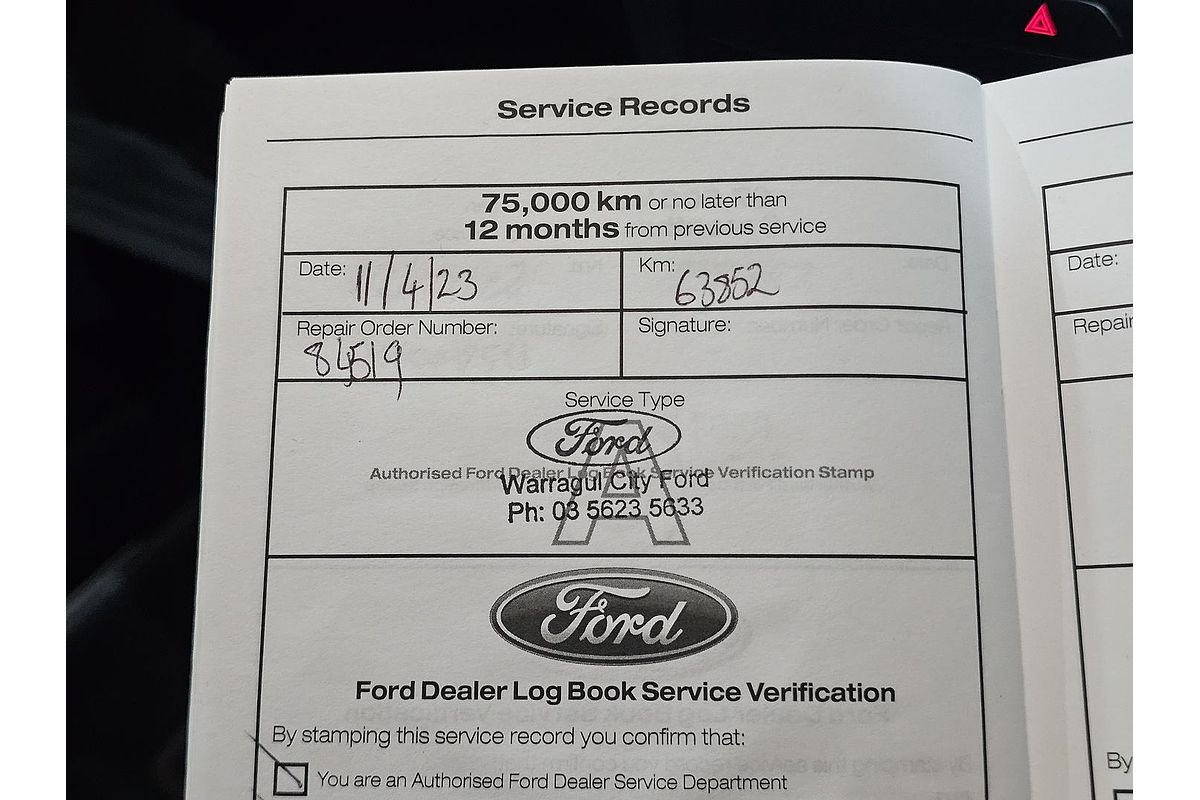 Service Records
75,000 km or no later than
12 months from previous service
Date: 11/4/23
Km: 63852
Repair Order Number:
84519
Signature:
Service Type
Ford
A
Authorised Ford Dealer Log Book Service Verification Stamp
Warragul City Ford
Ph: 03 5623 5633
Ford
Ford Dealer Log Book Service Verification
By stamping this service record you confirm that:
You are an Authorised Ford Dealer Service Department
Date:
Repair
By